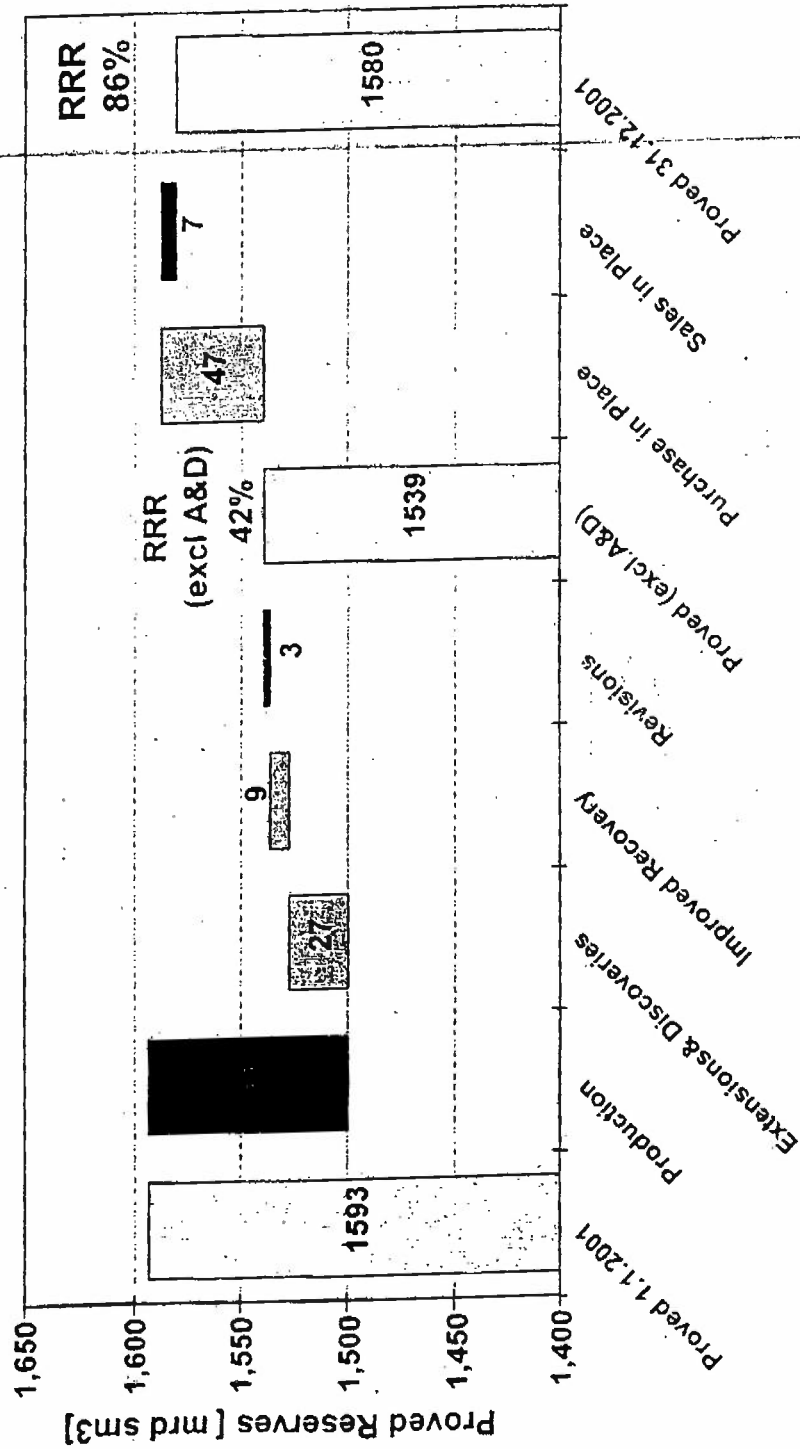 Proved Reserves [ mrd sm3]
1,650
1,600
1,550
1,500
1,450
1,400
1593
27
9
3
RRR
(excl A&D)
42%
1539
47
7
RRR
86%
1580
Proved 1.1.2001
Production
Extensions& Discoveries
Improved Recovery
Revisions
Proved (excl.A&D)
Purchase in Place
Sales in Place
Proved 31.12.2001